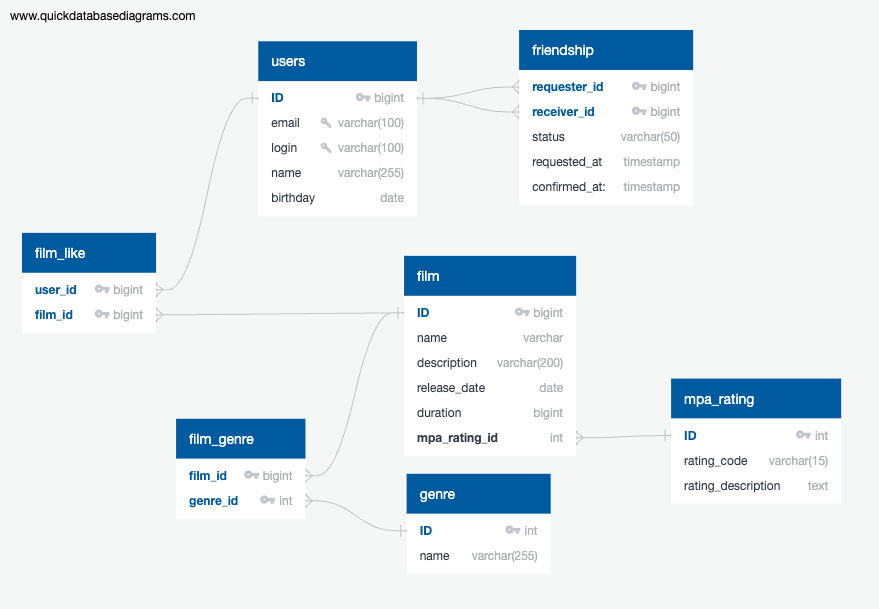 www.quickdatabasediagrams.com
users
ID bigint
email varchar(100)
login varchar(100)
name varchar(255)
birthday date
friendship
requester_id bigint
receiver_id bigint
status varchar(50)
requested_at timestamp
confirmed_at: timestamp
film_like
user_id bigint
film_id bigint
film
ID bigint
name varchar
description varchar(200)
release_date date
duration bigint
mpa_rating_id int
mpa_rating
ID int
rating_code varchar(15)
rating_description text
film_genre
film_id bigint
genre_id int
genre
ID int
name varchar(255)